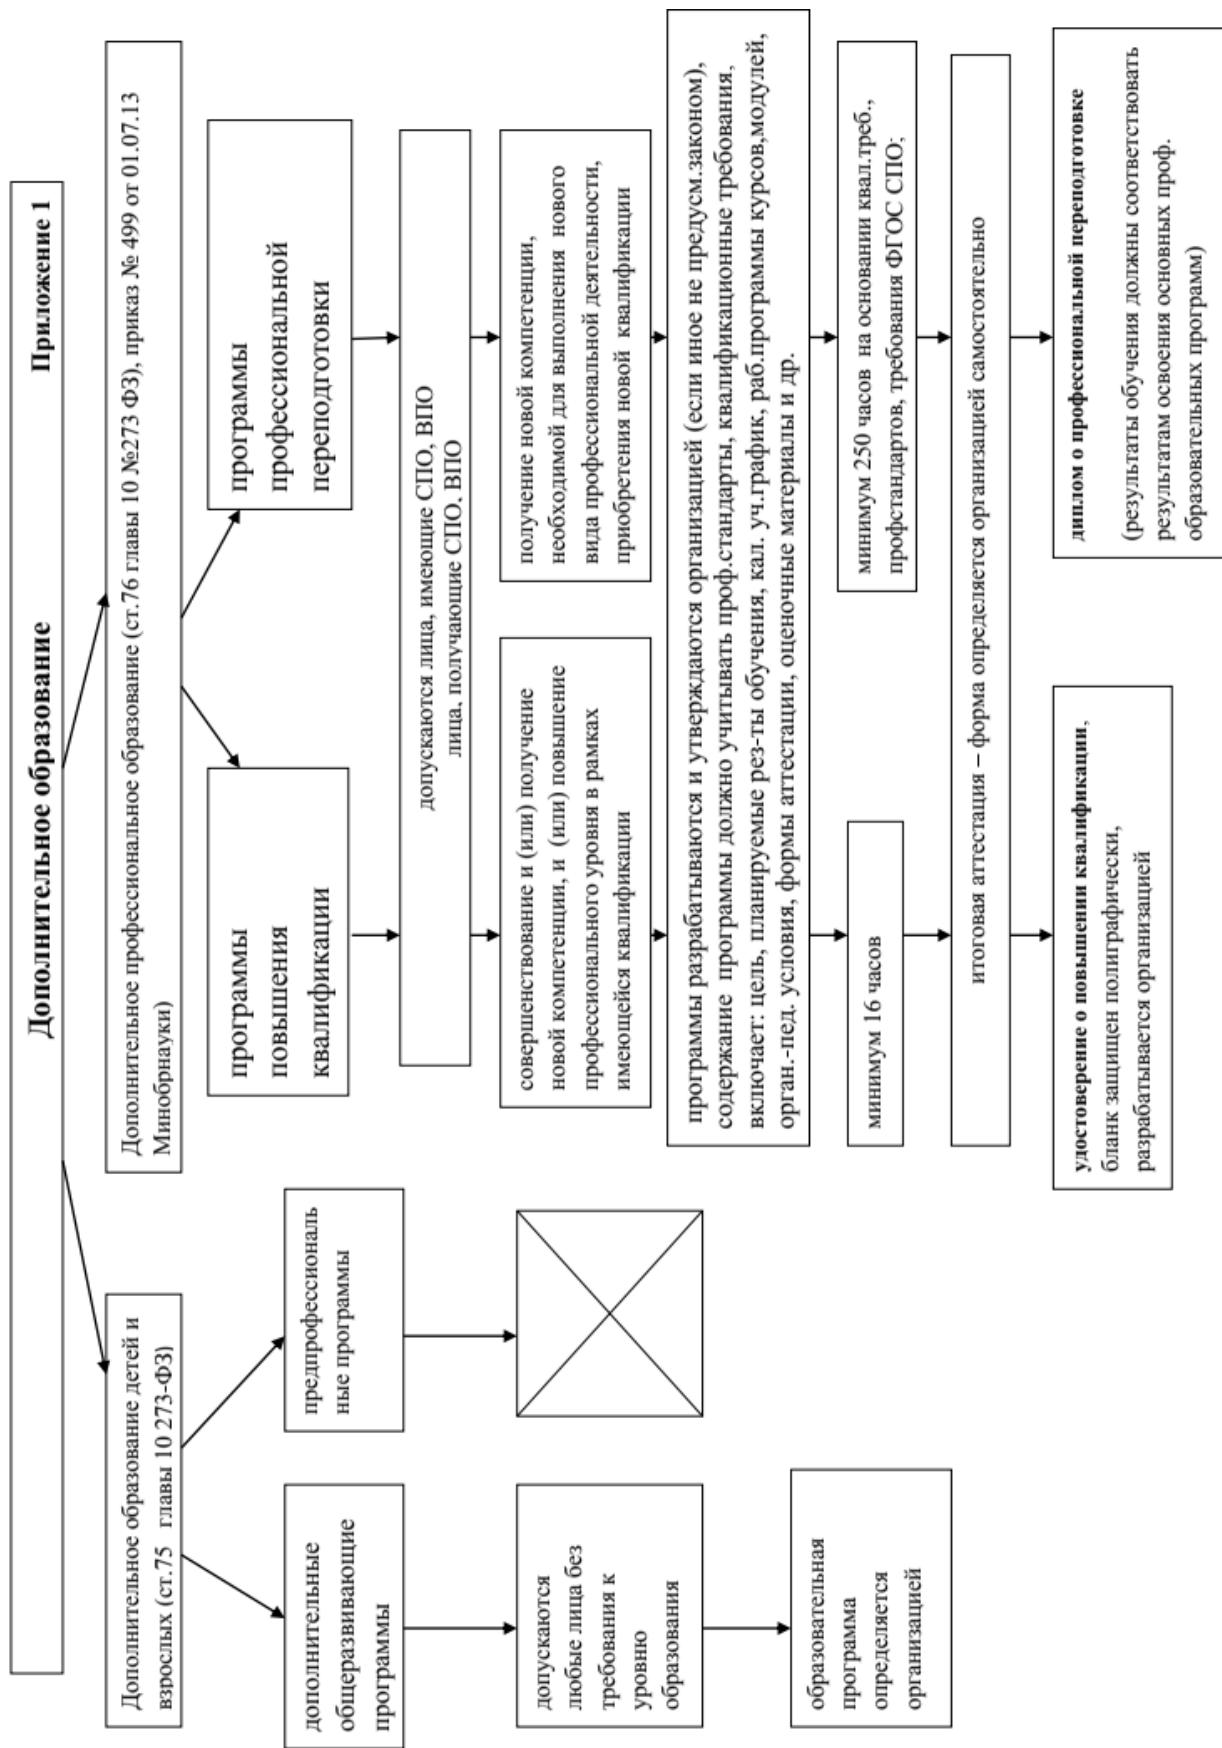 Приложение 1
Дополнительное образование
Дополнительное образование детей и
взрослых (ст.75 главы 10 273-ФЗ)
Дополнительное профессиональное образование (ст.76 главы 10 №273 ФЗ), приказ № 499 от 01.07.13
Минобрнауки)
дополнительные
общеразвивающие
программы
предпрофессиональ
ные программы
программы
повышения
квалификации
программы
профессиональной
переподготовки
допускаются
любые лица без
требования к
уровню
образования
допускаются лица, имеющие СПО, ВПО
лица, получающие СПО. ВПО
совершенствование и (или) получение
новой компетенции, и (или) повышение
профессионального уровня в рамках
имеющейся квалификации
получение новой компетенции,
необходимой для выполнения нового
вида профессиональной деятельности,
приобретения новой квалификации
образовательная
программа
определяется
организацией
программы разрабатываются и утверждаются организацией (если иное не предусм.законом),
содержание программы должно учитывать проф.стандарты, квалификационные требования,
включает: цель, планируемые рез-ты обучения, кал. уч.график, раб.программы курсов,модулей,
орган.-пед. условия, формы аттестации, оценочные материалы и др.
минимум 16 часов
минимум 250 часов на основании квал.треб.,
профстандартов, требования ФГОС СПО;
итоговая аттестация – форма определяется организацией самостоятельно
удостоверение о повышении квалификации,
бланк защищен полиграфически,
разрабатывается организацией
диплом о профессиональной переподготовке
(результаты обучения должны соответствовать
результатам освоения основных проф.
образовательных программ)